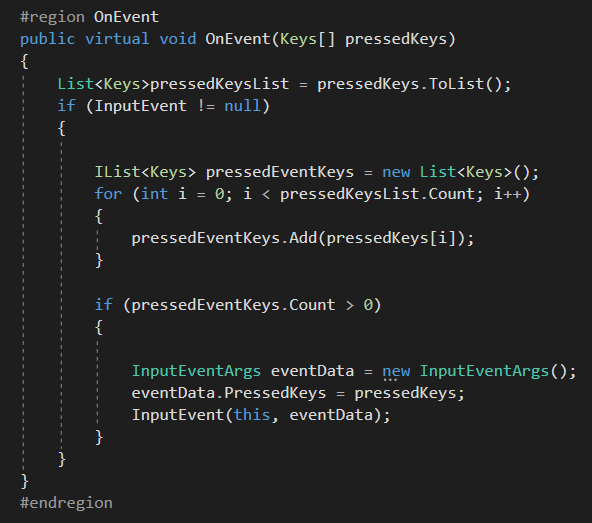 #region OnEvent
public virtual void OnEvent(Keys[] pressedKeys)
{
List<Keys>pressedKeysList = pressedKeys.ToList();
if (InputEvent != null)
{
IList<Keys> pressedEventKeys = new List<Keys>();
for (int i = 0; i < pressedKeysList.Count; i++)
{
pressedEventKeys.Add(pressedKeys[i]);
}
if (pressedEventKeys.Count > 0)
{
InputEventArgs eventData = new InputEventArgs();
eventData.PressedKeys = pressedKeys;
InputEvent(this, eventData);
}
}
}
#endregion